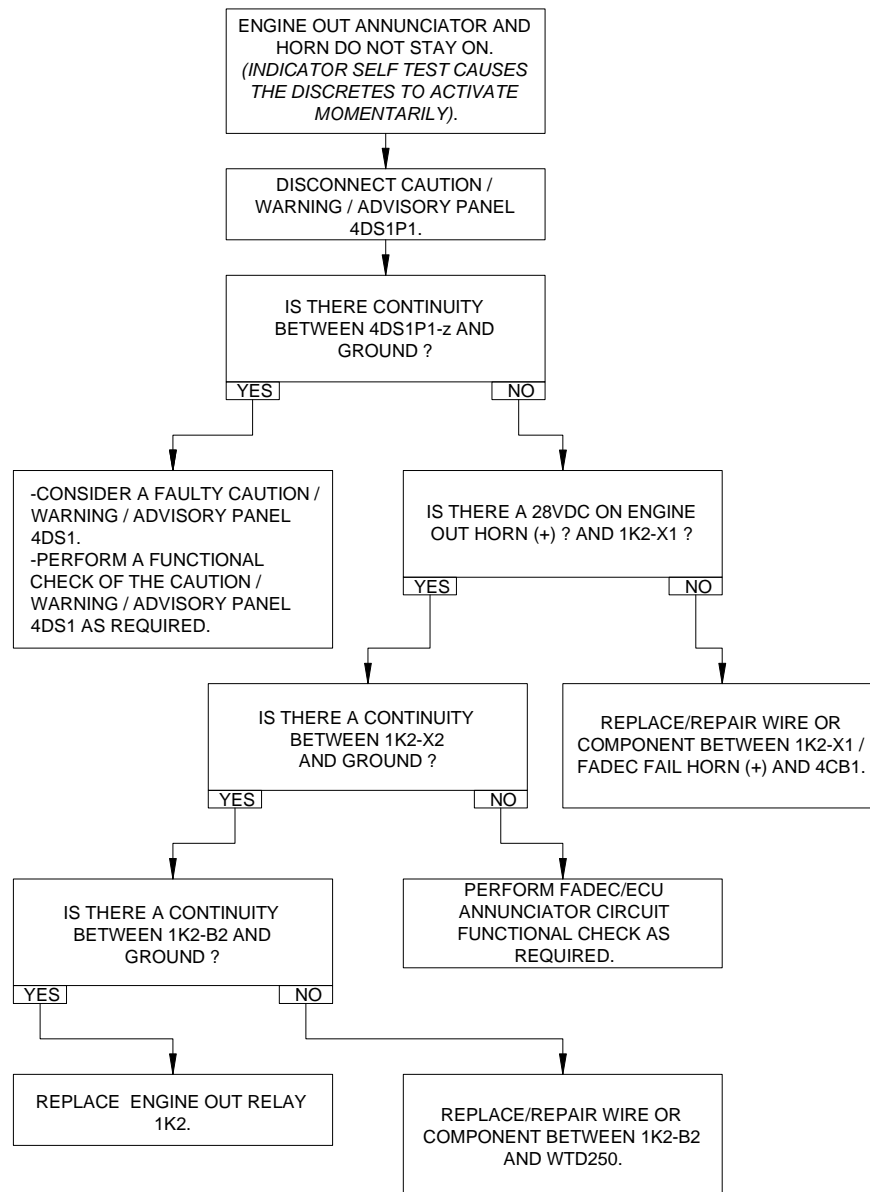 ENGINE OUT ANNUNCIATOR AND
HORN DO NOT STAY ON.
(INDICATOR SELF TEST CAUSES
THE DISCRETES TO ACTIVATE
MOMENTARILY).
DISCONNECT CAUTION /
WARNING / ADVISORY PANEL
4DS1P1.
IS THERE CONTINUITY
BETWEEN 4DS1P1-z AND
GROUND ?
YES
NO
-CONSIDER A FAULTY CAUTION /
WARNING / ADVISORY PANEL
4DS1.
-PERFORM A FUNCTIONAL
CHECK OF THE CAUTION /
WARNING / ADVISORY PANEL
4DS1 AS REQUIRED.
IS THERE A 28VDC ON ENGINE
OUT HORN (+) ? AND 1K2-X1 ?
YES
NO
IS THERE A CONTINUITY
BETWEEN 1K2-X2
AND GROUND ?
YES
NO
REPLACE/REPAIR WIRE OR
COMPONENT BETWEEN 1K2-X1 /
FADEC FAIL HORN (+) AND 4CB1.
IS THERE A CONTINUITY
BETWEEN 1K2-B2 AND
GROUND ?
YES
NO
PERFORM FADEC/ECU
ANNUNCIATOR CIRCUIT
FUNCTIONAL CHECK AS
REQUIRED.
REPLACE ENGINE OUT RELAY
1K2.
REPLACE/REPAIR WIRE OR
COMPONENT BETWEEN 1K2-B2
AND WTD250.